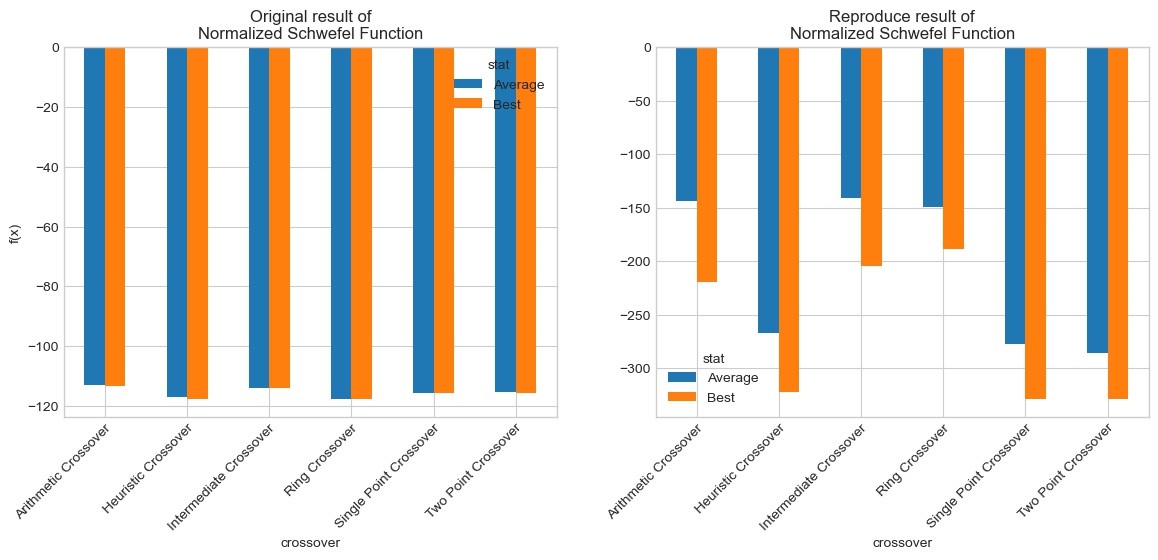 Original result of
Normalized Schwefel Function
f(x)
0
−20
−40
−60
−80
−100
−120
stat
Average
Best
Arithmetic Crossover
Heuristic Crossover
Intermediate Crossover
Ring Crossover
Single Point Crossover
Two Point Crossover
crossover
Reproduce result of
Normalized Schwefel Function
0
−50
−100
−150
−200
−250
−300
stat
Average
Best
Arithmetic Crossover
Heuristic Crossover
Intermediate Crossover
Ring Crossover
Single Point Crossover
Two Point Crossover
crossover